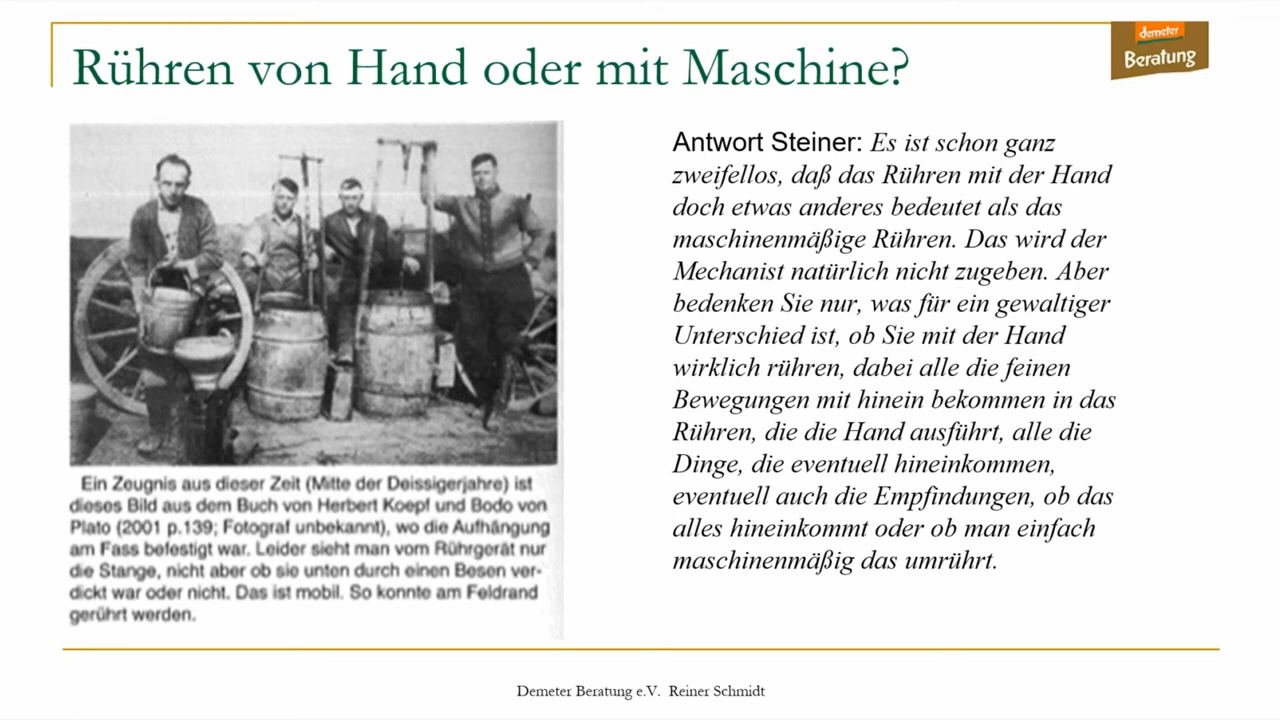 Rühren von Hand oder mit Maschine?
demeter
Beratung
Ein Zeugnis aus dieser Zeit (Mitte der Deissigerjahre) ist
dieses Bild aus dem Buch von Herbert Koepf und Bodo von
Plato (2001 p.139; Fotograf unbekannt), wo die Aufhängung
am Fass befestigt war. Leider sieht man vom Rührgerät nur
die Stange, nicht aber ob sie unten durch einen Besen ver-
dickt war oder nicht. Das ist mobil. So konnte am Feldrand
gerührt werden.
Antwort Steiner: Es ist schon ganz
zweifellos, daß das Rühren mit der Hand
doch etwas anderes bedeutet als das
maschinenmäßige Rühren. Das wird der
Mechanist natürlich nicht zugeben. Aber
bedenken Sie nur, was für ein gewaltiger
Unterschied ist, ob Sie mit der Hand
wirklich rühren, dabei alle die feinen
Bewegungen mit hinein bekommen in das
Rühren, die die Hand ausführt, alle die
Dinge, die eventuell hineinkommen,
eventuell auch die Empfindungen, ob das
alles hineinkommt oder ob man einfach
maschinenmäßig das umrührt.
Demeter Beratung e.V. Reiner Schmidt